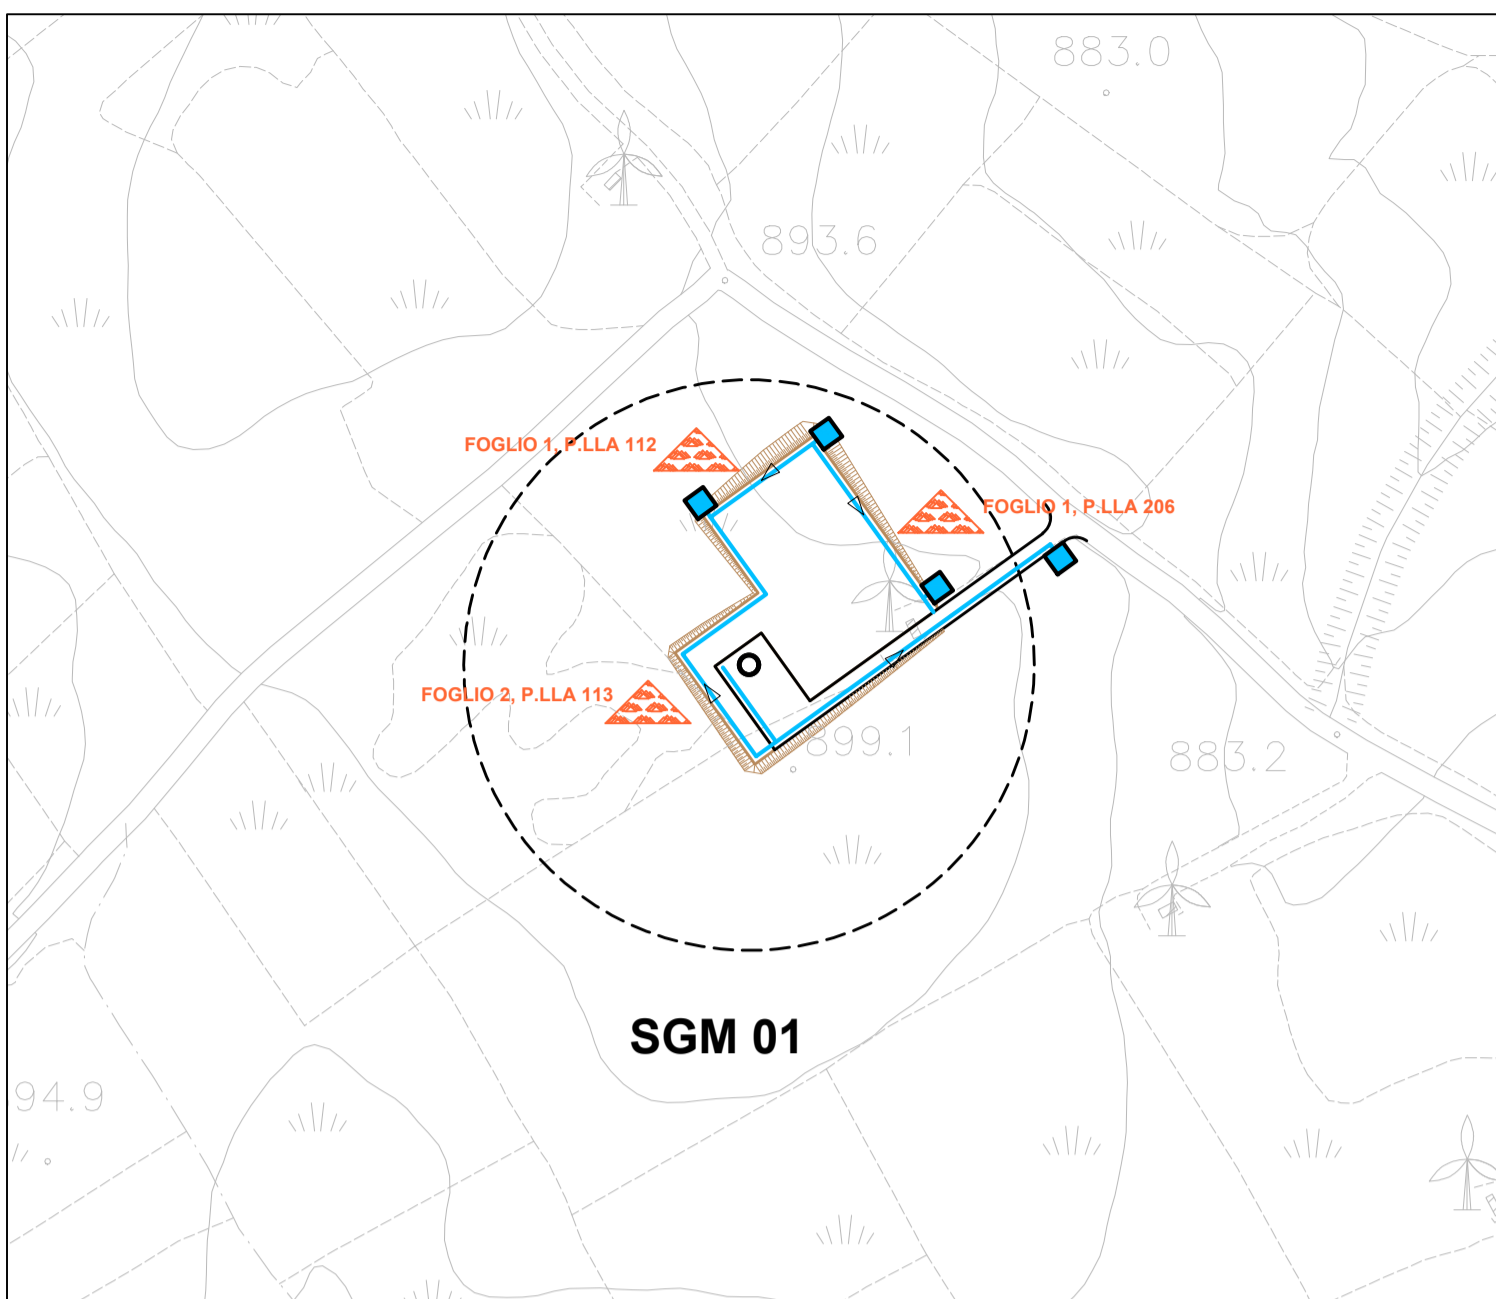 883.0
893.6
FOGLIO 1, P.LLA 112
FOGLIO 1, P.LLA 206
FOGLIO 2, P.LLA 113
899.1
883.2
SGM 01
94.9